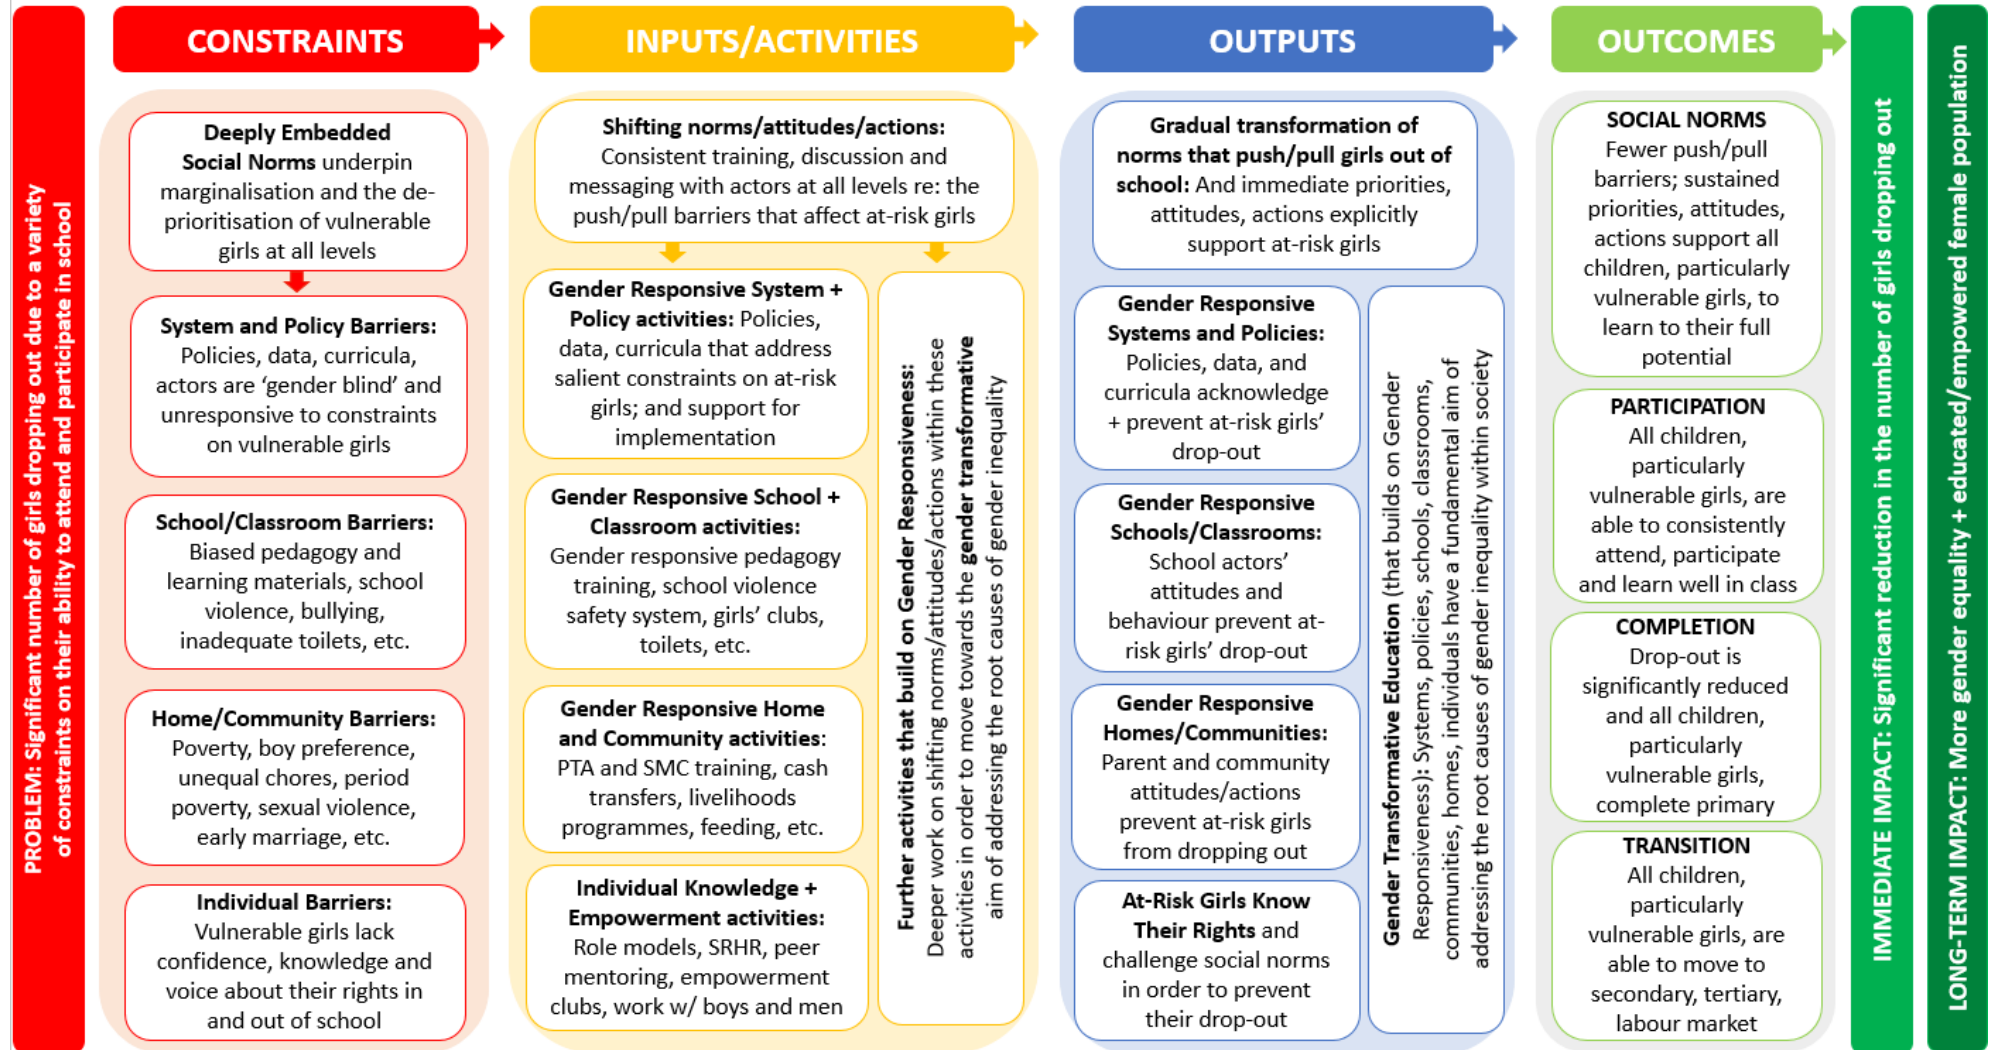 PROBLEM: Significant number of girls dropping out due to a variety
of constraints on their ability to attend and participate in school
CONSTRAINTS
Deeply Embedded
Social Norms underpin
marginalisation and the de-
prioritisation of vulnerable
girls at all levels
System and Policy Barriers:
Policies, data, curricula,
actors are ‘gender blind’ and
unresponsive to constraints
on vulnerable girls
School/Classroom Barriers:
Biased pedagogy and
learning materials, school
violence, bullying,
inadequate toilets, etc.
Home/Community Barriers:
Poverty, boy preference,
unequal chores, period
poverty, sexual violence,
early marriage, etc.
Individual Barriers:
Vulnerable girls lack
confidence, knowledge and
voice about their rights in
and out of school
INPUTS/ACTIVITIES
Shifting norms/attitudes/actions:
Consistent training, discussion and
messaging with actors at all levels re: the
push/pull barriers that affect at-risk girls
Gender Responsive System +
Policy activities: Policies,
data, curricula that address
salient constraints on at-risk
girls; and support for
implementation
Gender Responsive School +
Classroom activities:
Gender responsive pedagogy
training, school violence
safety system, girls’ clubs,
toilets, etc.
Gender Responsive Home
and Community activities:
PTA and SMC training, cash
transfers, livelihoods
programmes, feeding, etc.
Individual Knowledge +
Empowerment activities:
Role models, SRHR, peer
mentoring, empowerment
clubs, work w/ boys and men
Further activities that build on Gender Responsiveness:
Deeper work on shifting norms/attitudes/actions within these
activities in order to move towards the gender transformative
aim of addressing the root causes of gender inequality
OUTPUTS
Gradual transformation of
norms that push/pull girls out of
school: And immediate priorities,
attitudes, actions explicitly
support at-risk girls
Gender Responsive
Systems and Policies:
Policies, data, and
curricula acknowledge
+ prevent at-risk girls’
drop-out
Gender Responsive
Schools/Classrooms:
School actors’
attitudes and
behaviour prevent at-
risk girls’ drop-out
Gender Responsive
Homes/Communities:
Parent and community
attitudes/actions
prevent at-risk girls
from dropping out
At-Risk Girls Know
Their Rights and
challenge social norms
in order to prevent
their drop-out
Gender Transformative Education (that builds on Gender
Responsiveness): Systems, policies, schools, classrooms,
communities, homes, individuals have a fundamental aim of
addressing the root causes of gender inequality within society
OUTCOMES
SOCIAL NORMS
Fewer push/pull
barriers; sustained
priorities, attitudes,
actions support all
children, particularly
vulnerable girls, to
learn to their full
potential
PARTICIPATION
All children,
particularly
vulnerable girls, are
able to consistently
attend, participate
and learn well in class
COMPLETION
Drop-out is
significantly reduced
and all children,
particularly
vulnerable girls,
complete primary
TRANSITION
All children,
particularly
vulnerable girls, are
able to move to
secondary, tertiary,
labour market
IMMEDIATE IMPACT: Significant reduction in the number of girls dropping out
LONG-TERM IMPACT: More gender equality + educated/empowered female population